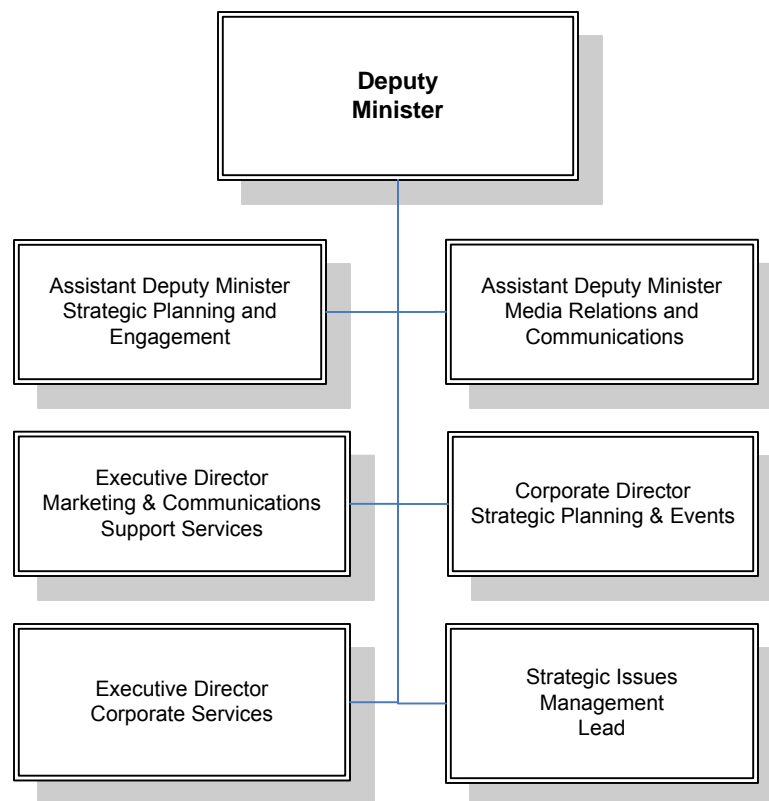 Deputy
Minister
Assistant Deputy Minister
Strategic Planning and
Engagement
Assistant Deputy Minister
Media Relations and
Communications
Executive Director
Marketing & Communications
Support Services
Corporate Director
Strategic Planning & Events
Executive Director
Corporate Services
Strategic Issues
Management
Lead